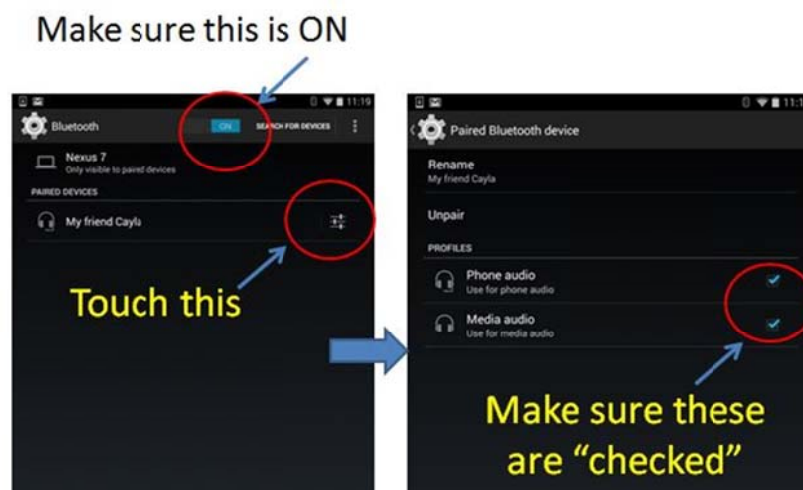 Make sure this is ON
11:19
Bluetooth
ON
SEARCH FOR DEVICES
Nexus 7
Only visible to paired devices
PAIRED DEVICES
My friend Cayla
Touch this
11:1
Paired Bluetooth device
Rename
My friend Cayla
Unpair
PROFILES
Phone audio
Use for phone audio
Media audio
Use for media audio
Make sure these
are “checked”